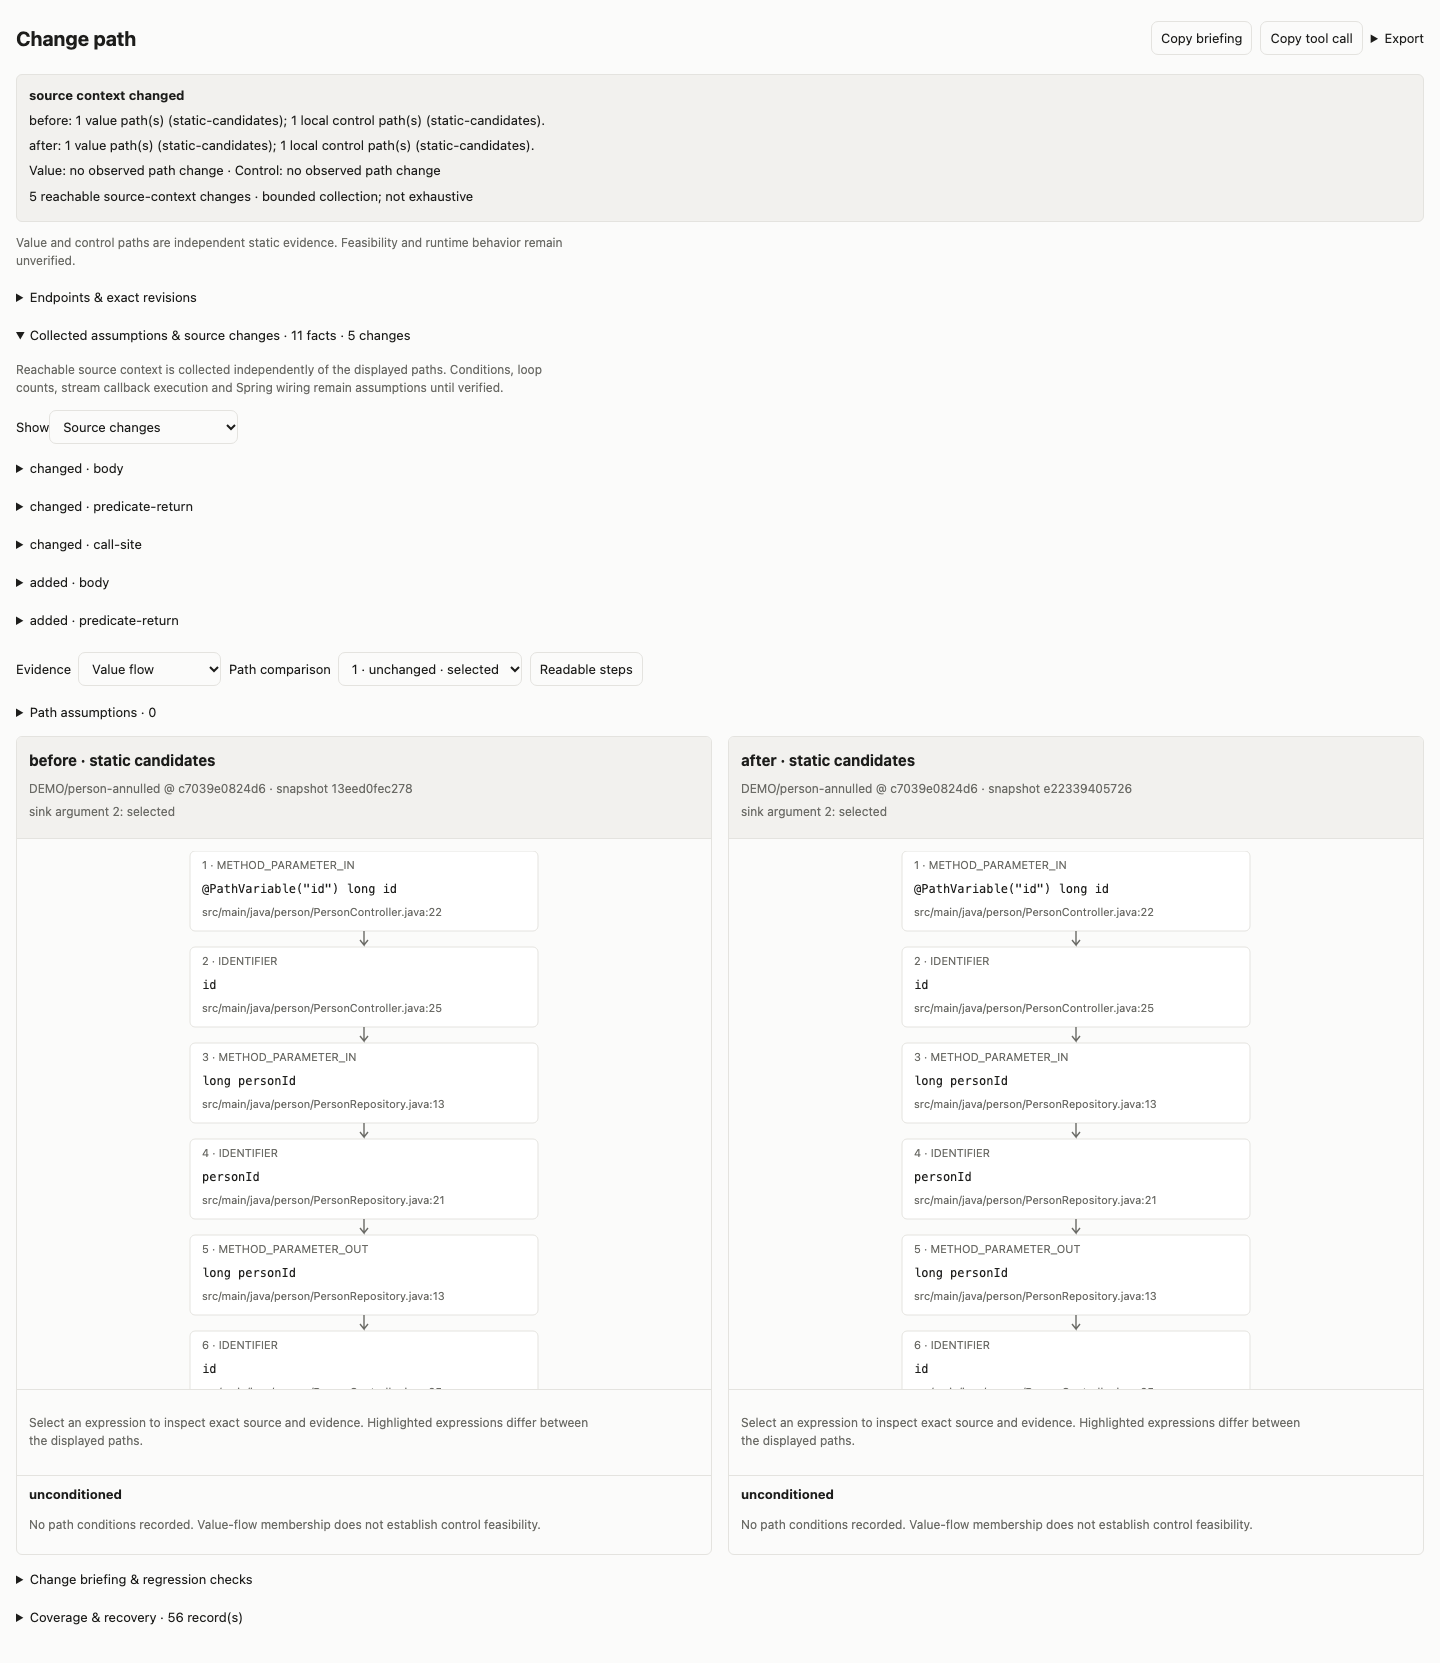 Change path
Copy briefing
Copy tool call
Export
source context changed
before: 1 value path(s) (static-candidates); 1 local control path(s) (static-candidates).
after: 1 value path(s) (static-candidates); 1 local control path(s) (static-candidates).
Value: no observed path change · Control: no observed path change
5 reachable source-context changes · bounded collection; not exhaustive
Value and control paths are independent static evidence. Feasibility and runtime behavior remain
unverified.
Endpoints & exact revisions
Collected assumptions & source changes · 11 facts · 5 changes
Reachable source context is collected independently of the displayed paths. Conditions, loop
counts, stream callback execution and Spring wiring remain assumptions until verified.
Show Source changes
changed · body
changed · predicate-return
changed · call-site
added · body
added · predicate-return
Evidence Value flow Path comparison 1 · unchanged · selected Readable steps
Path assumptions · 0
before · static candidates
DEMO/person-annulled @ c7039e0824d6 · snapshot 13eed0fec278
sink argument 2: selected
1 · METHOD_PARAMETER_IN
@PathVariable("id") long id
src/main/java/person/PersonController.java:22
2 · IDENTIFIER
id
src/main/java/person/PersonController.java:25
3 · METHOD_PARAMETER_IN
long personId
src/main/java/person/PersonRepository.java:13
4 · IDENTIFIER
personId
src/main/java/person/PersonRepository.java:21
5 · METHOD_PARAMETER_OUT
long personId
src/main/java/person/PersonRepository.java:13
6 · IDENTIFIER
id
Select an expression to inspect exact source and evidence. Highlighted expressions differ between
the displayed paths.
unconditioned
No path conditions recorded. Value-flow membership does not establish control feasibility.
after · static candidates
DEMO/person-annulled @ c7039e0824d6 · snapshot e22339405726
sink argument 2: selected
1 · METHOD_PARAMETER_IN
@PathVariable("id") long id
src/main/java/person/PersonController.java:22
2 · IDENTIFIER
id
src/main/java/person/PersonController.java:25
3 · METHOD_PARAMETER_IN
long personId
src/main/java/person/PersonRepository.java:13
4 · IDENTIFIER
personId
src/main/java/person/PersonRepository.java:21
5 · METHOD_PARAMETER_OUT
long personId
src/main/java/person/PersonRepository.java:13
6 · IDENTIFIER
id
Select an expression to inspect exact source and evidence. Highlighted expressions differ between
the displayed paths.
unconditioned
No path conditions recorded. Value-flow membership does not establish control feasibility.
Change briefing & regression checks
Coverage & recovery · 56 record(s)